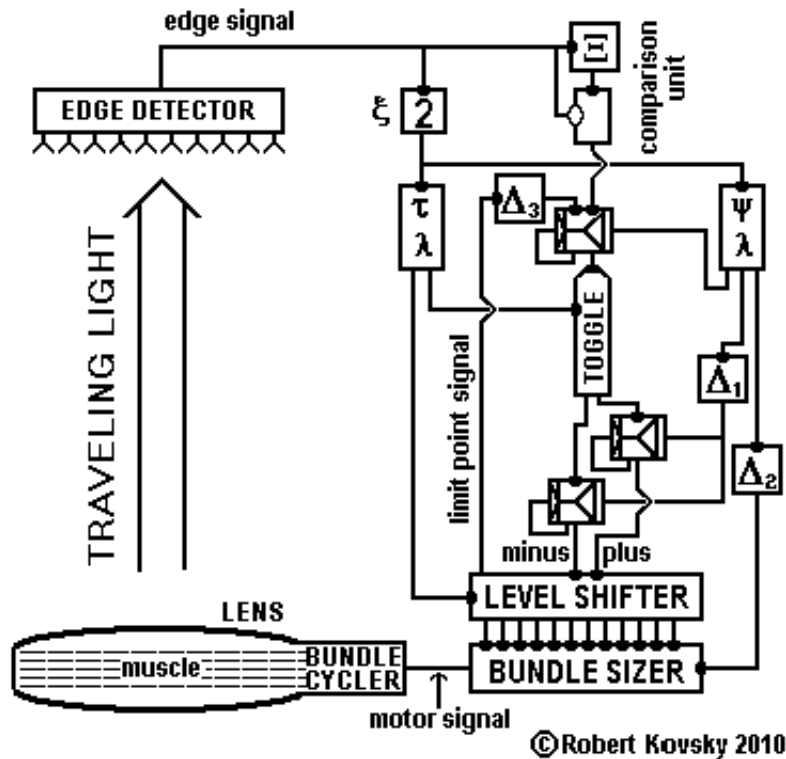 edge signal
Ξ
comparison
unit
EDGE DETECTOR
ξ
2
τ
λ
Δ3
ψ
λ
TRAVELING LIGHT
TOGGLE
limit point signal
Δ1
Δ2
minus
plus
LEVEL SHIFTER
LENS
muscle
BUNDLE
CYCLER
BUNDLE SIZER
motor signal
©Robert Kovsky 2010